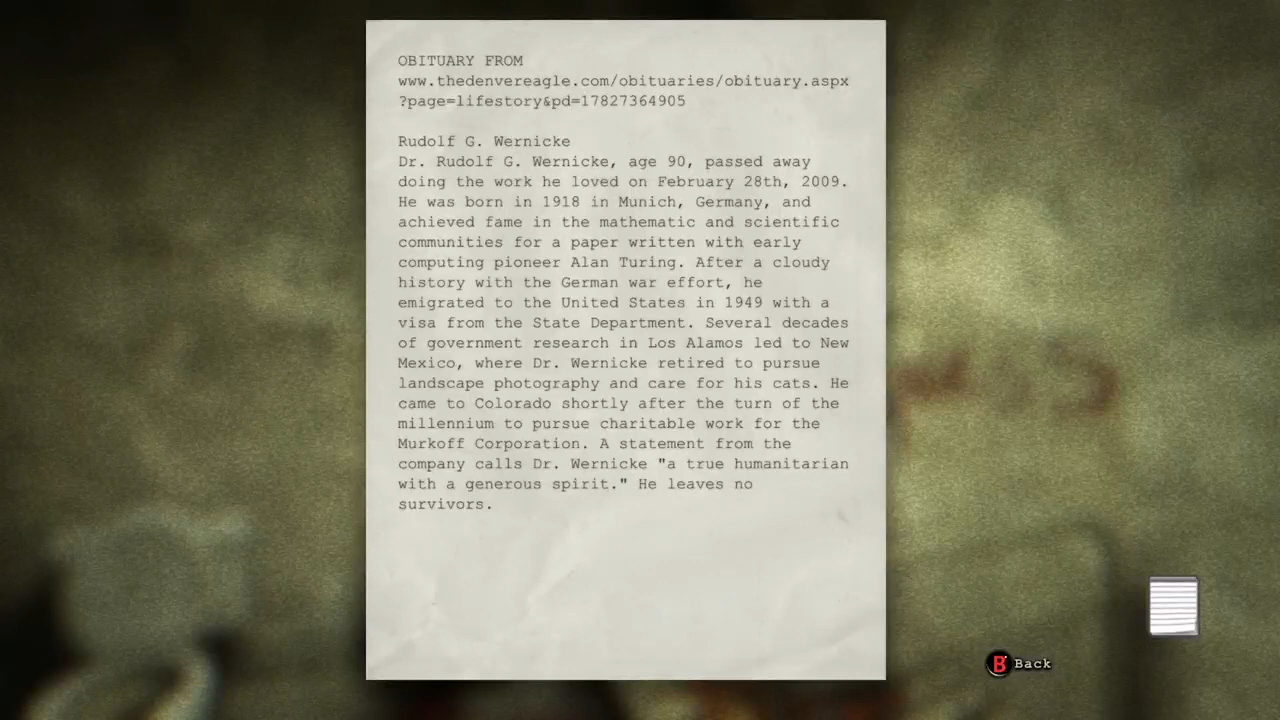 OBITUARY FROM
www.thedenvereagle.com/obituaries/obituary.aspx
?page=lifestory&pd=17827364905
Rudolf G. Wernicke
Dr. Rudolf G. Wernicke, age 90, passed away
doing the work he loved on February 28th, 2009.
He was born in 1918 in Munich, Germany, and
achieved fame in the mathematic and scientific
communities for a paper written with early
computing pioneer Alan Turing. After a cloudy
history with the German war effort, he
emigrated to the United States in 1949 with a
visa from the State Department. Several decades
of government research in Los Alamos led to New
Mexico, where Dr. Wernicke retired to pursue
landscape photography and care for his cats. He
came to Colorado shortly after the turn of the
millennium to pursue charitable work for the
Murkoff Corporation. A statement from the
company calls Dr. Wernicke "a true humanitarian
with a generous spirit." He leaves no
survivors.
B Back